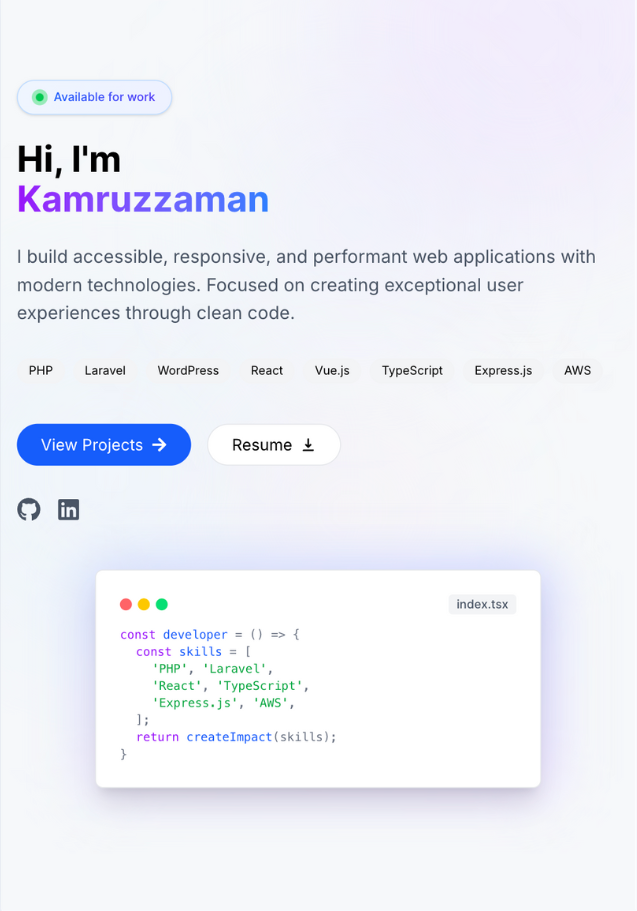 Available for work
Hi, I'm
Kamruzzaman
I build accessible, responsive, and performant web applications with
modern technologies. Focused on creating exceptional user
experiences through clean code.
PHP Laravel WordPress React Vue.js TypeScript Express.js AWS
View Projects Resume
index.tsx
const developer = () => {
const skills = [
'PHP', 'Laravel',
'React', 'TypeScript',
'Express.js', 'AWS',
];
return createImpact(skills);
}